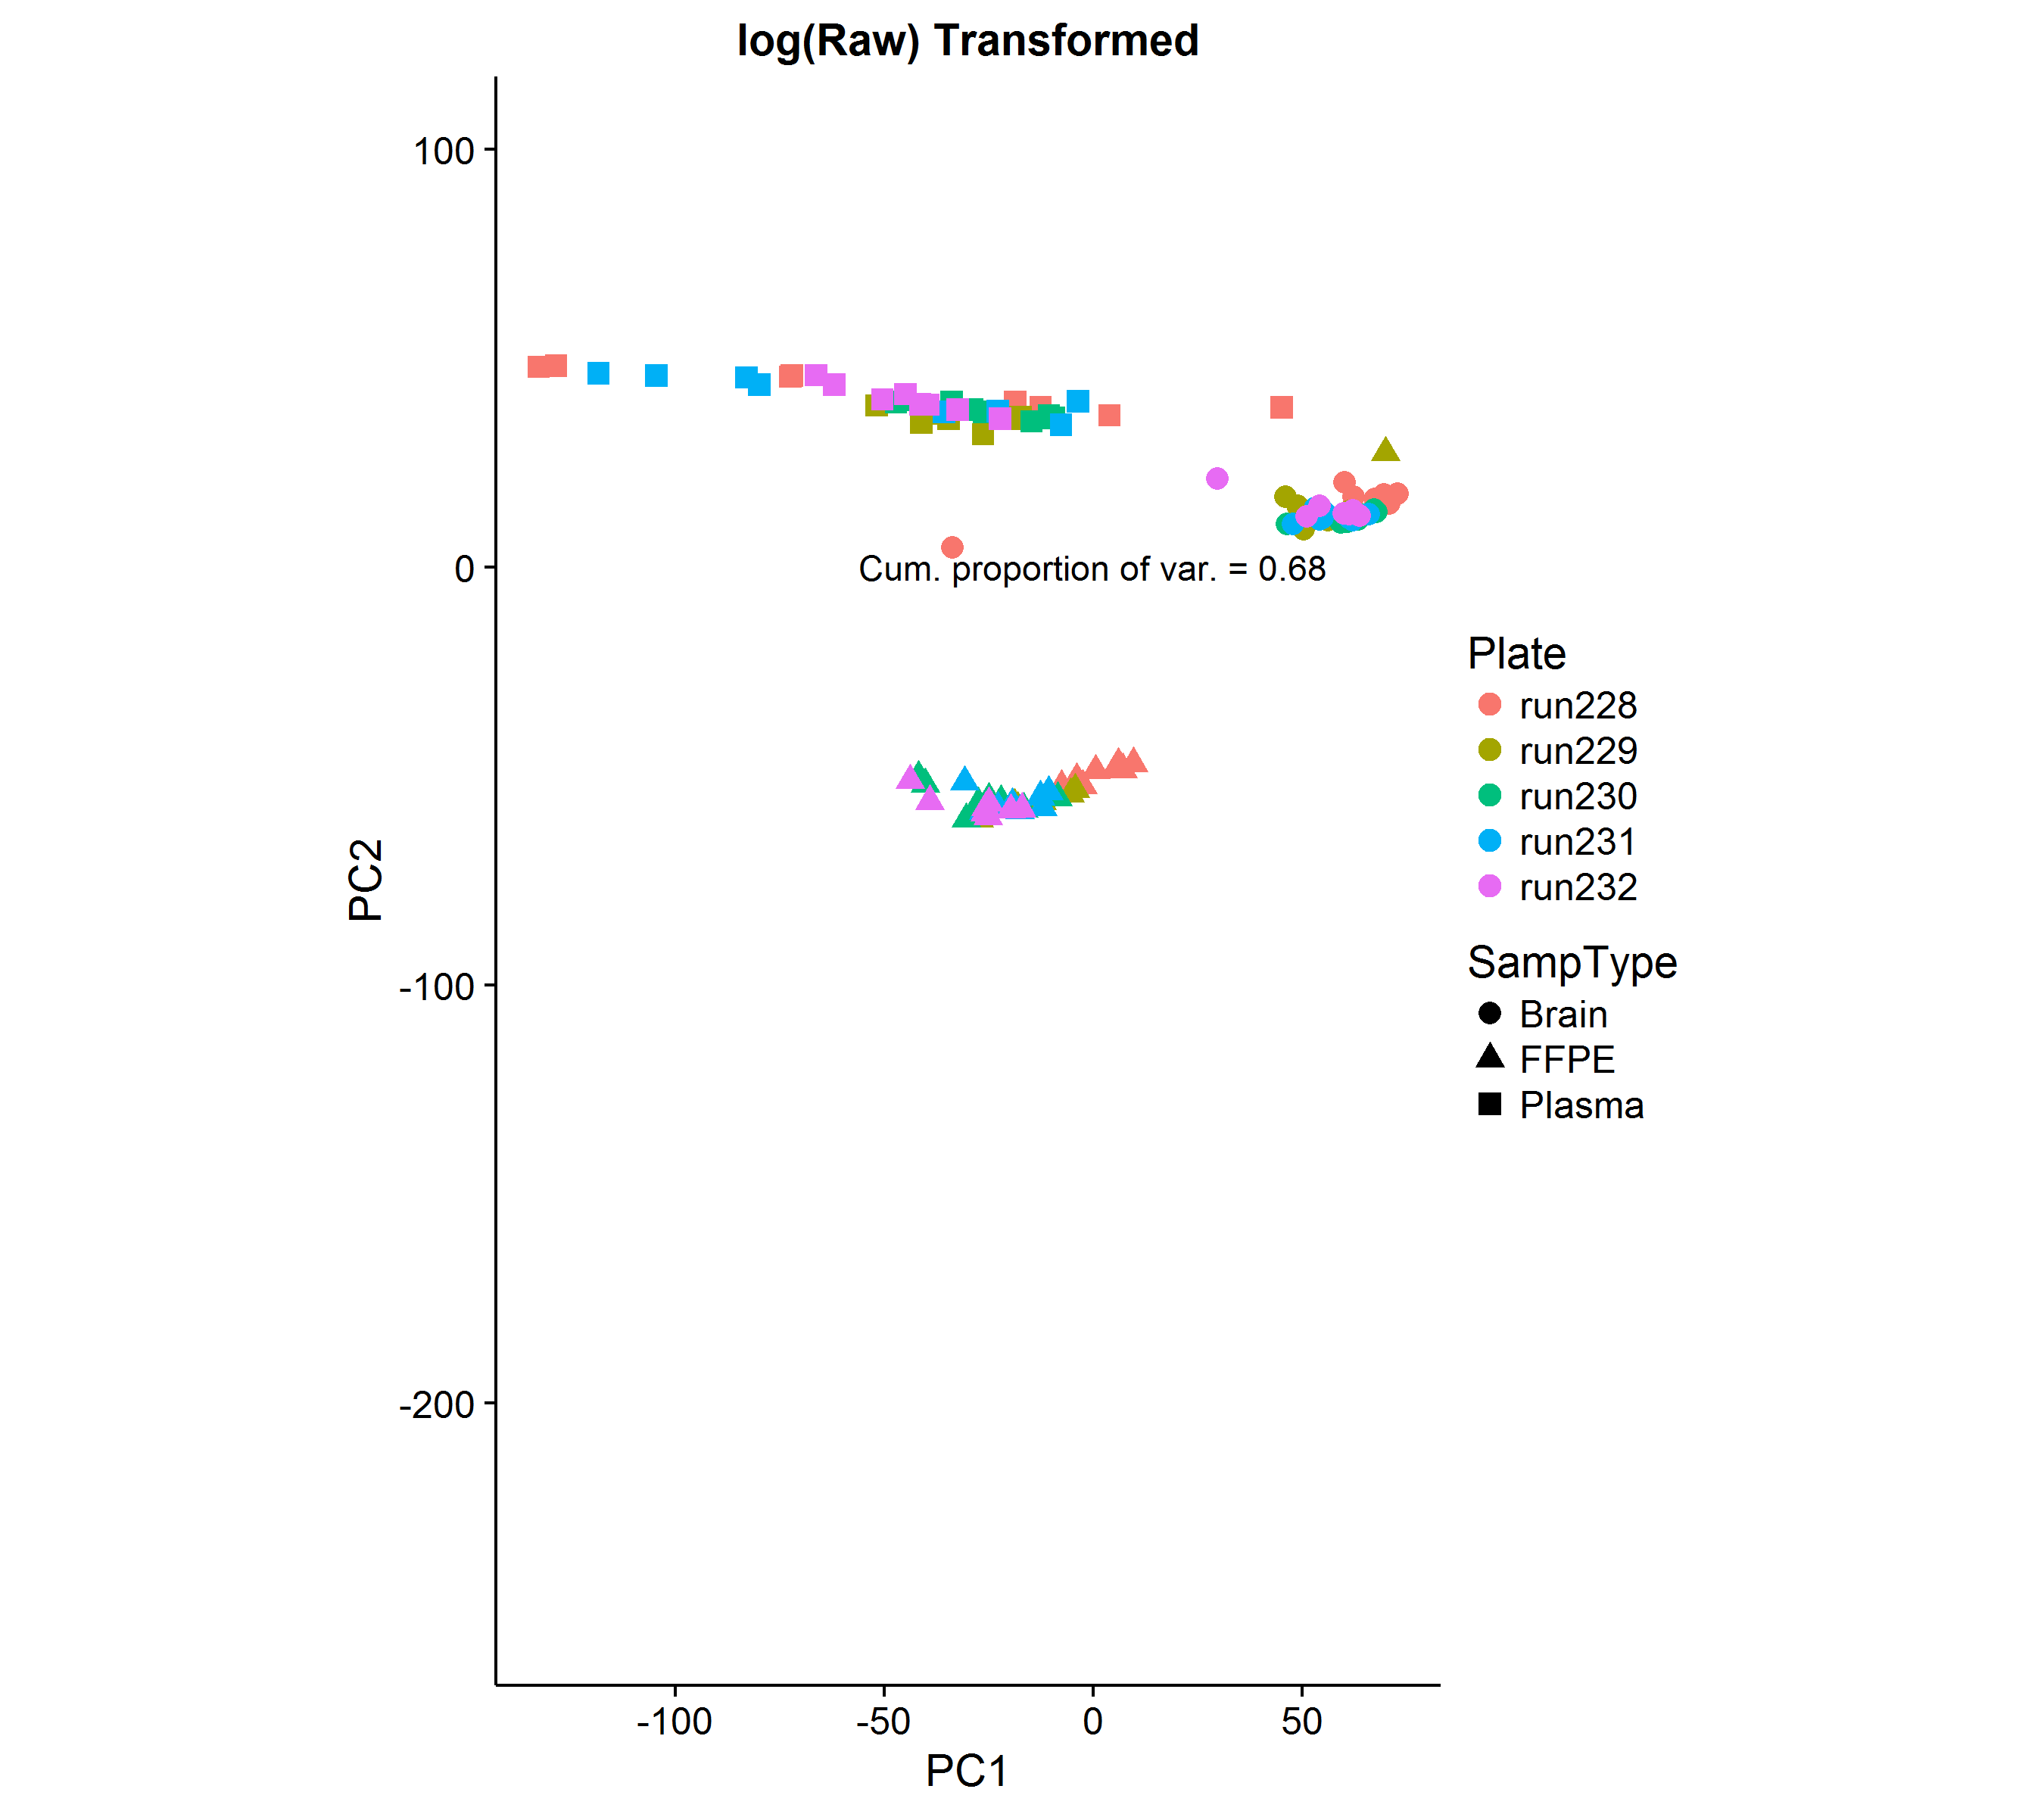 log(Raw) Transformed
100
0
-100
-200
PC2
Cum. proportion of var. = 0.68
Plate
run228
run229
run230
run231
run232
SampType
Brain
FFPE
Plasma
-100 -50 0 50
PC1